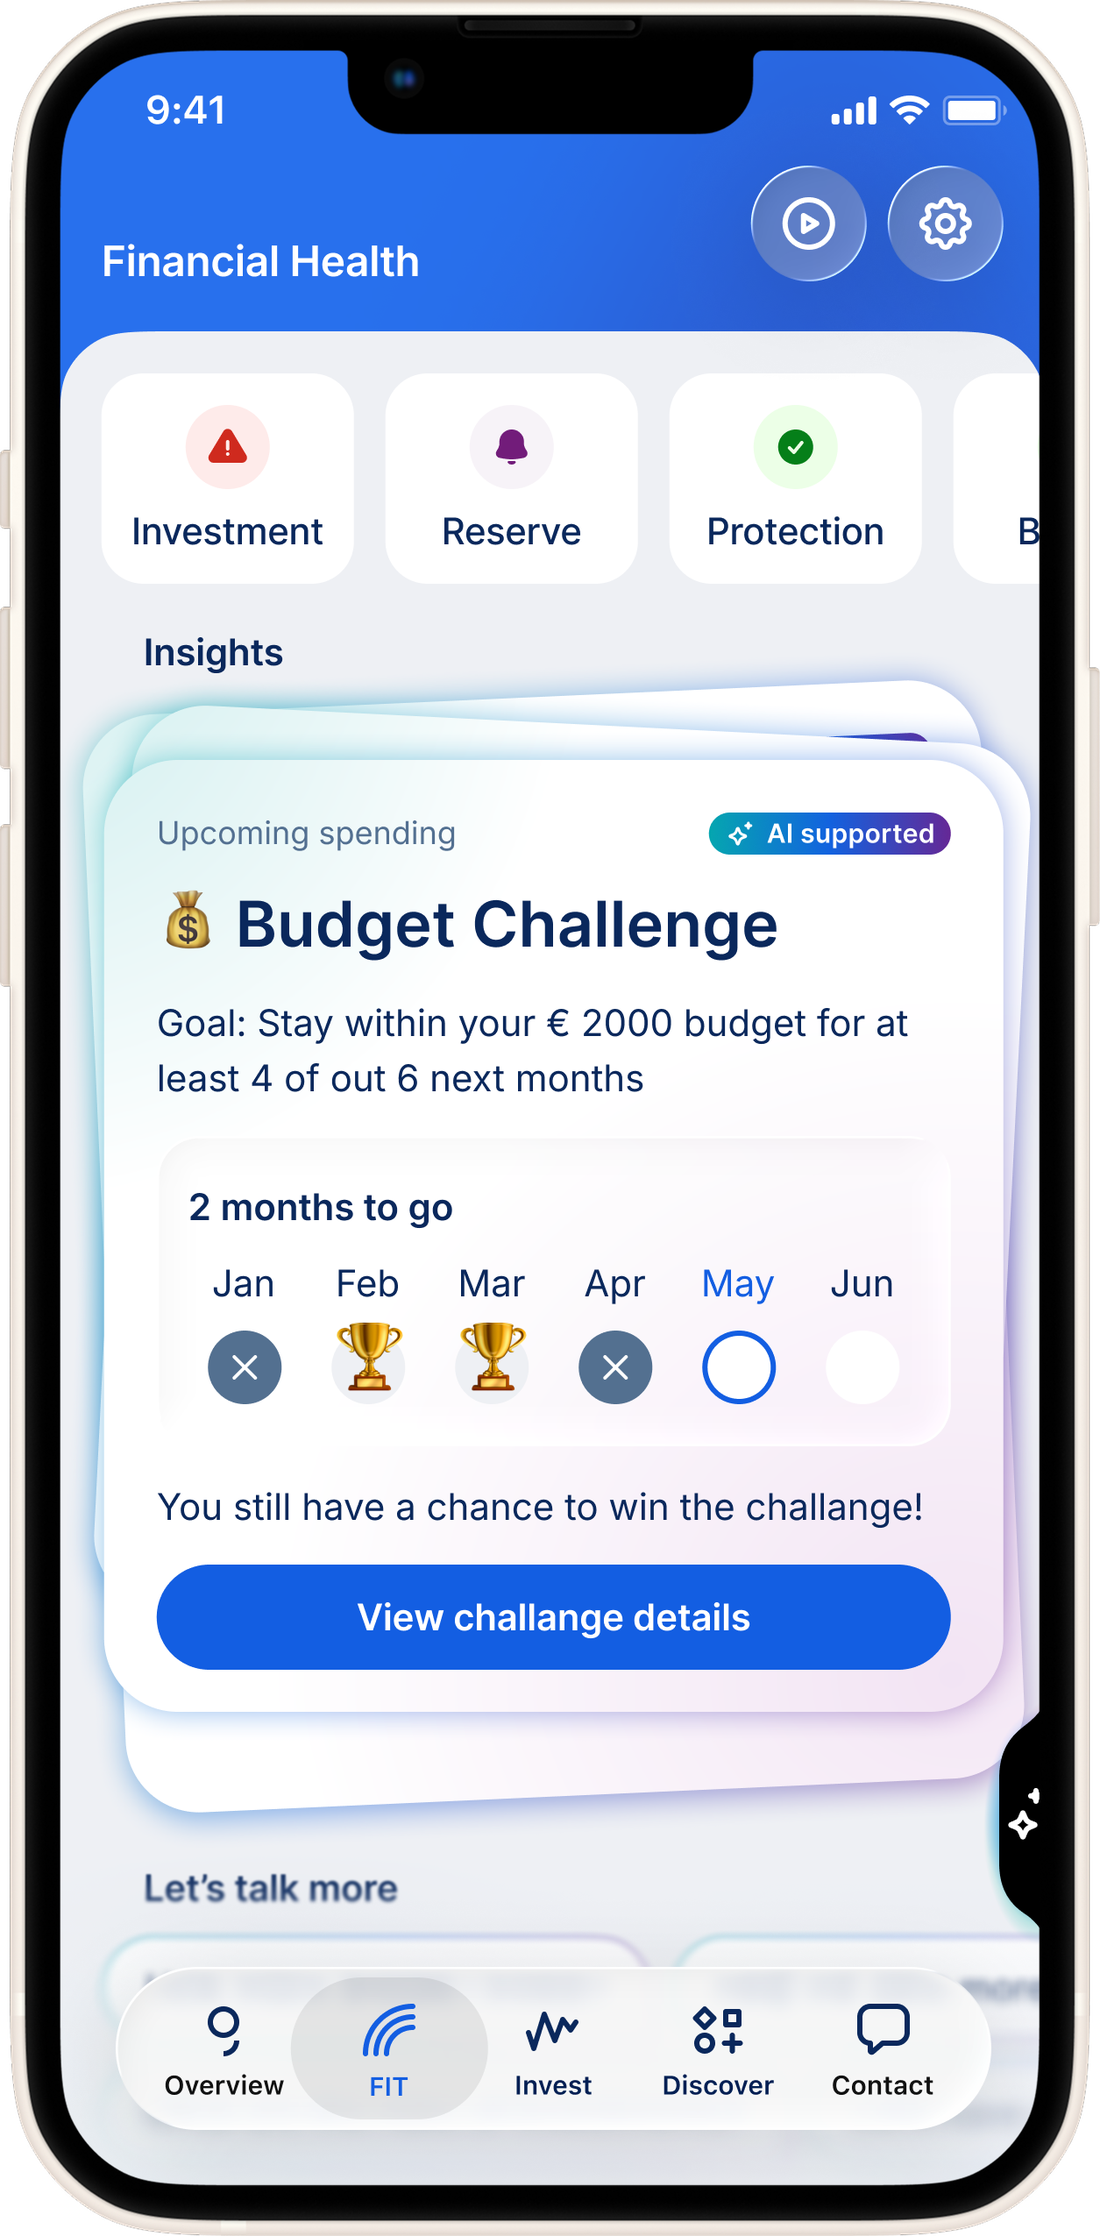 9:41
Financial Health
Investment
Reserve
Protection
B
Insights
Upcoming spending
AI supported
Budget Challenge
Goal: Stay within your € 2000 budget for at
least 4 of out 6 next months
2 months to go
Jan Feb Mar Apr May Jun
You still have a chance to win the challange!
View challange details
Let’s talk more
more
Overview
FIT
Invest
Discover
Contact